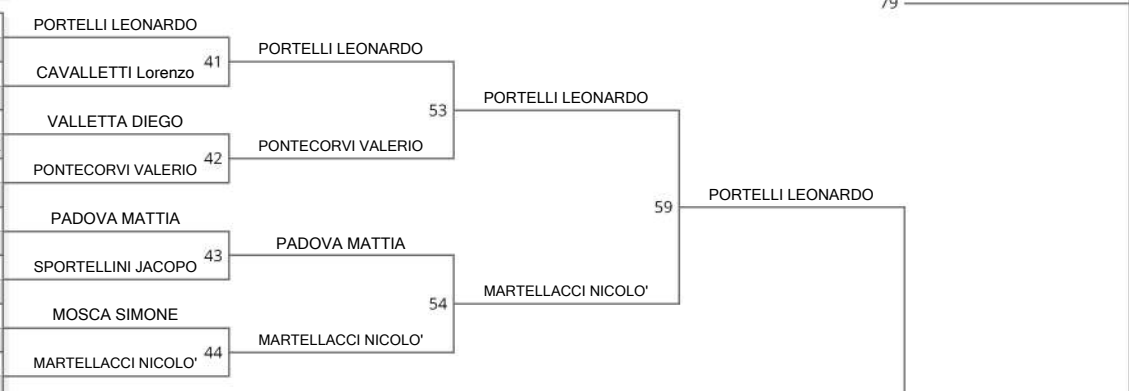 79
PORTELLI LEONARDO
CAVALLETTI Lorenzo
41
PORTELLI LEONARDO
VALLETTA DIEGO
PONTECORVI VALERIO
42
PONTECORVI VALERIO
53
PORTELLI LEONARDO
PADOVA MATTIA
SPORTELLINI JACOPO
43
PADOVA MATTIA
MOSCA SIMONE
MARTELLACCI NICOLO'
44
MARTELLACCI NICOLO'
54
MARTELLACCI NICOLO'
59
PORTELLI LEONARDO